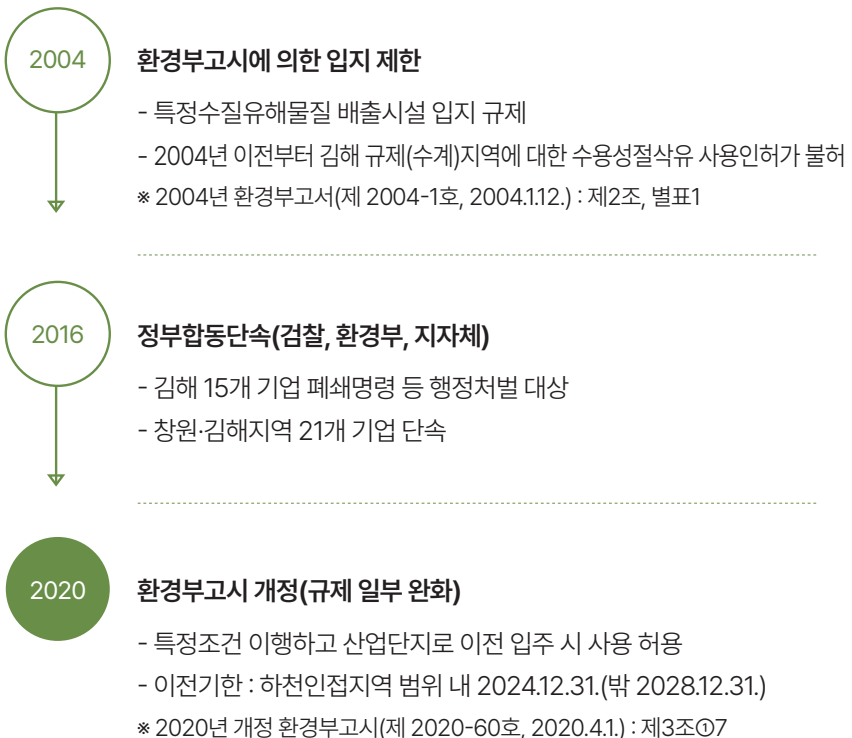 2004
환경부고시에 의한 입지 제한
- 특정수질유해물질 배출시설 입지 규제
- 2004년 이전부터 김해 규제(수계)지역에 대한 수용성절삭유 사용인허가 불허
※ 2004년 환경부고서(제 2004-1호, 2004.1.12.) : 제2조, 별표1
2016
정부합동단속(검찰, 환경부, 지자체)
- 김해 15개 기업 폐쇄명령 등 행정처벌 대상
- 창원·김해지역 21개 기업 단속
2020
환경부고시 개정(규제 일부 완화)
- 특정조건 이행하고 산업단지로 이전 입주 시 사용 허용
- 이전기한 : 하천인접지역 범위 내 2024.12.31.(밖 2028.12.31.)
※ 2020년 개정 환경부고시(제 2020-60호, 2020.4.1.) : 제3조①7